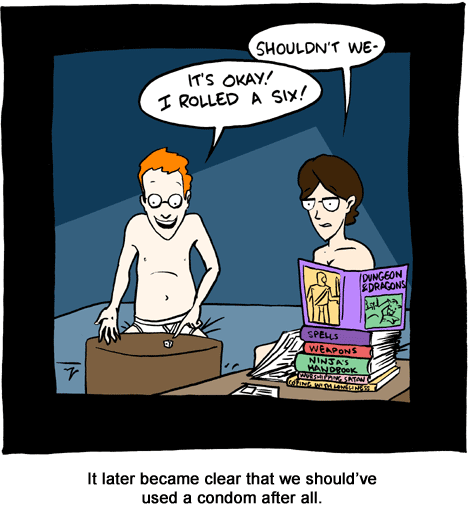 SHOULDN'T WE-
IT'S OKAY!
I ROLLED A SIX!
DUNGEON
& DRAGONS
SPELLS
WEAPONS
NINJA'S
HANDBOOK
WORSHIPPING SATAN
COPING WITH LONELINESS
It later became clear that we should've
used a condom after all.